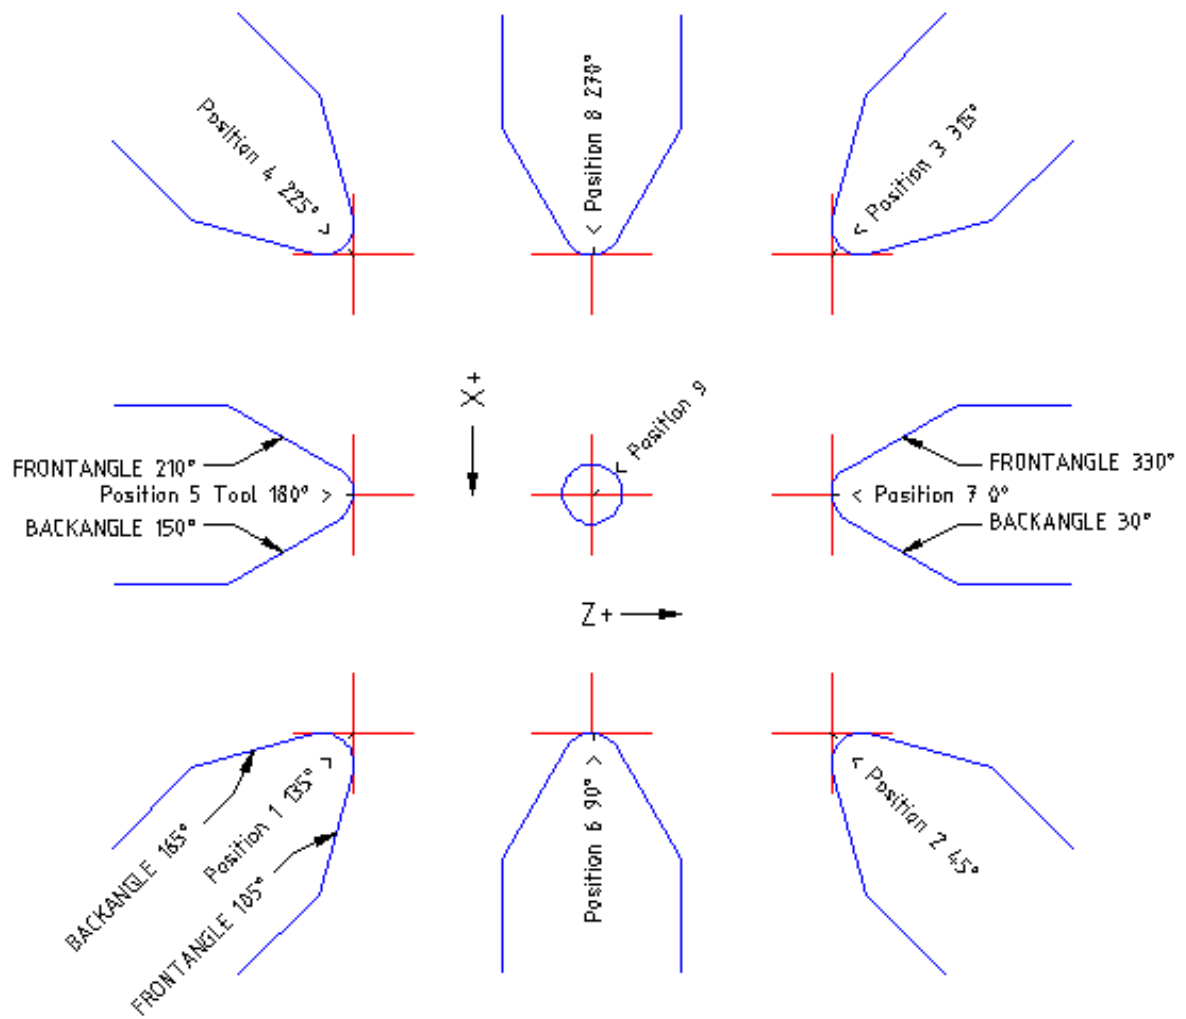 Position 4 225° >
< Position 8 270°
< Position 3 315°
X+
< Position 9
FRONTANGLE 210°
Position 5 Tool 180° >
BACKANGLE 150°
FRONTANGLE 330°
< Position 7 0°
BACKANGLE 30°
Z+
BACKANGLE 165°
Position 1 135° >
FRONTANGLE 105°
Position 6 90° >
< Position 2 45°